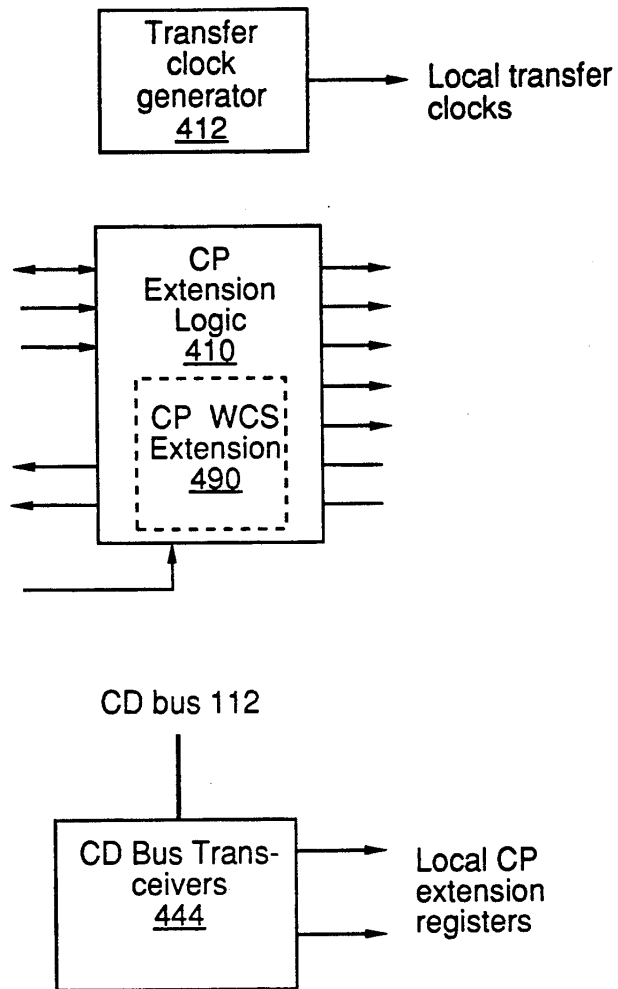 Transfer
clock
generator
412
Local transfer
clocks
CP
Extension
Logic
410
CP WCS
Extension
490
CD bus 112
CD Bus Trans-
ceivers
444
Local CP
extension
registers